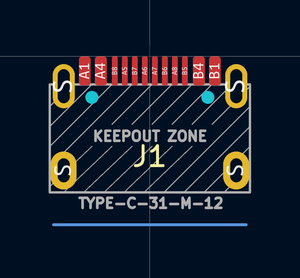 A1 A4 B8 A5 B7 A6 A7 B6 A8 B5 B4 B1
S S
KEEPOUT ZONE
J1
S S
TYPE-C-31-M-12